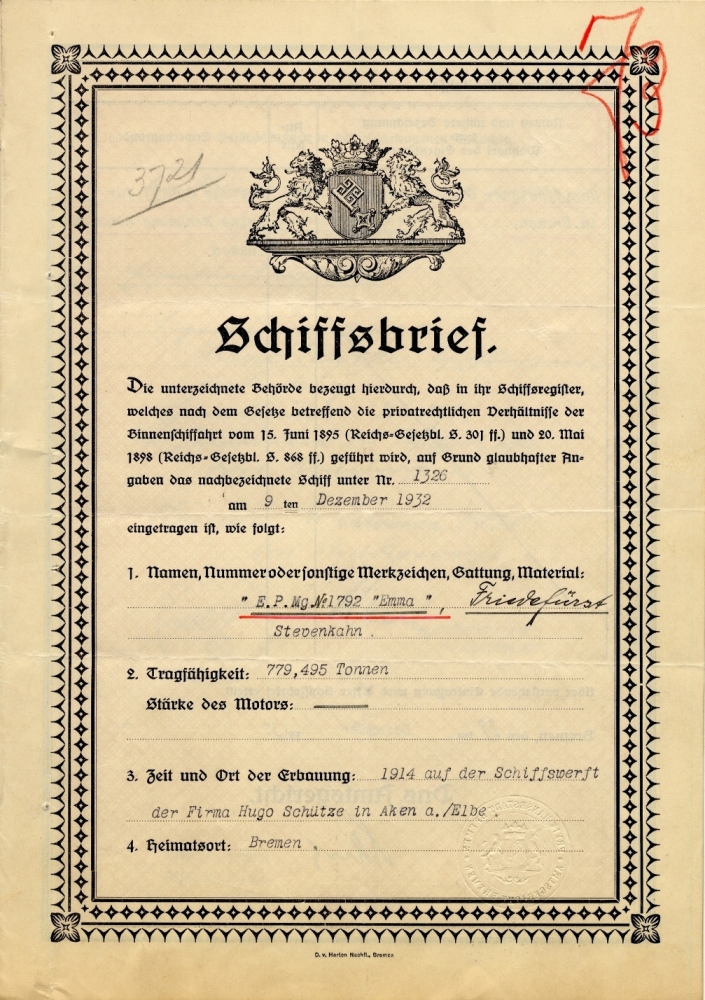 3721
Schiffsbrief.
Die unterzeichnete Behörde bezeugt hierdurch, daß in ihr Schiffsregister,
welches nach dem Gesetze betreffend die privatrechtlichen Verhältnisse der
Binnenschiffahrt vom 15. Juni 1895 (Reichs=Gesetzbl. S. 301 ff.) und 20. Mai
1898 (Reichs=Gesetzbl. S. 868 ff.) geführt wird, auf Grund glaubhafter An-
gaben das nachbezeichnete Schiff unter Nr. 1326
am 9 ten Dezember 1932
eingetragen ist, wie folgt:
1. Namen, Nummer oder sonstige Merkzeichen, Gattung, Material:
" E.P.Mg.№1792 "Emma ", Friedefürst
Stevenkahn.
2. Tragfähigkeit: 779,495 Tonnen
Stärke des Motors:
3. Zeit und Ort der Erbauung: 1914 auf der Schiffswerft
der Firma Hugo Schütze in Aken a./Elbe.
4. Heimatsort: Bremen.
D. v. Harten Nachfl., Bremen